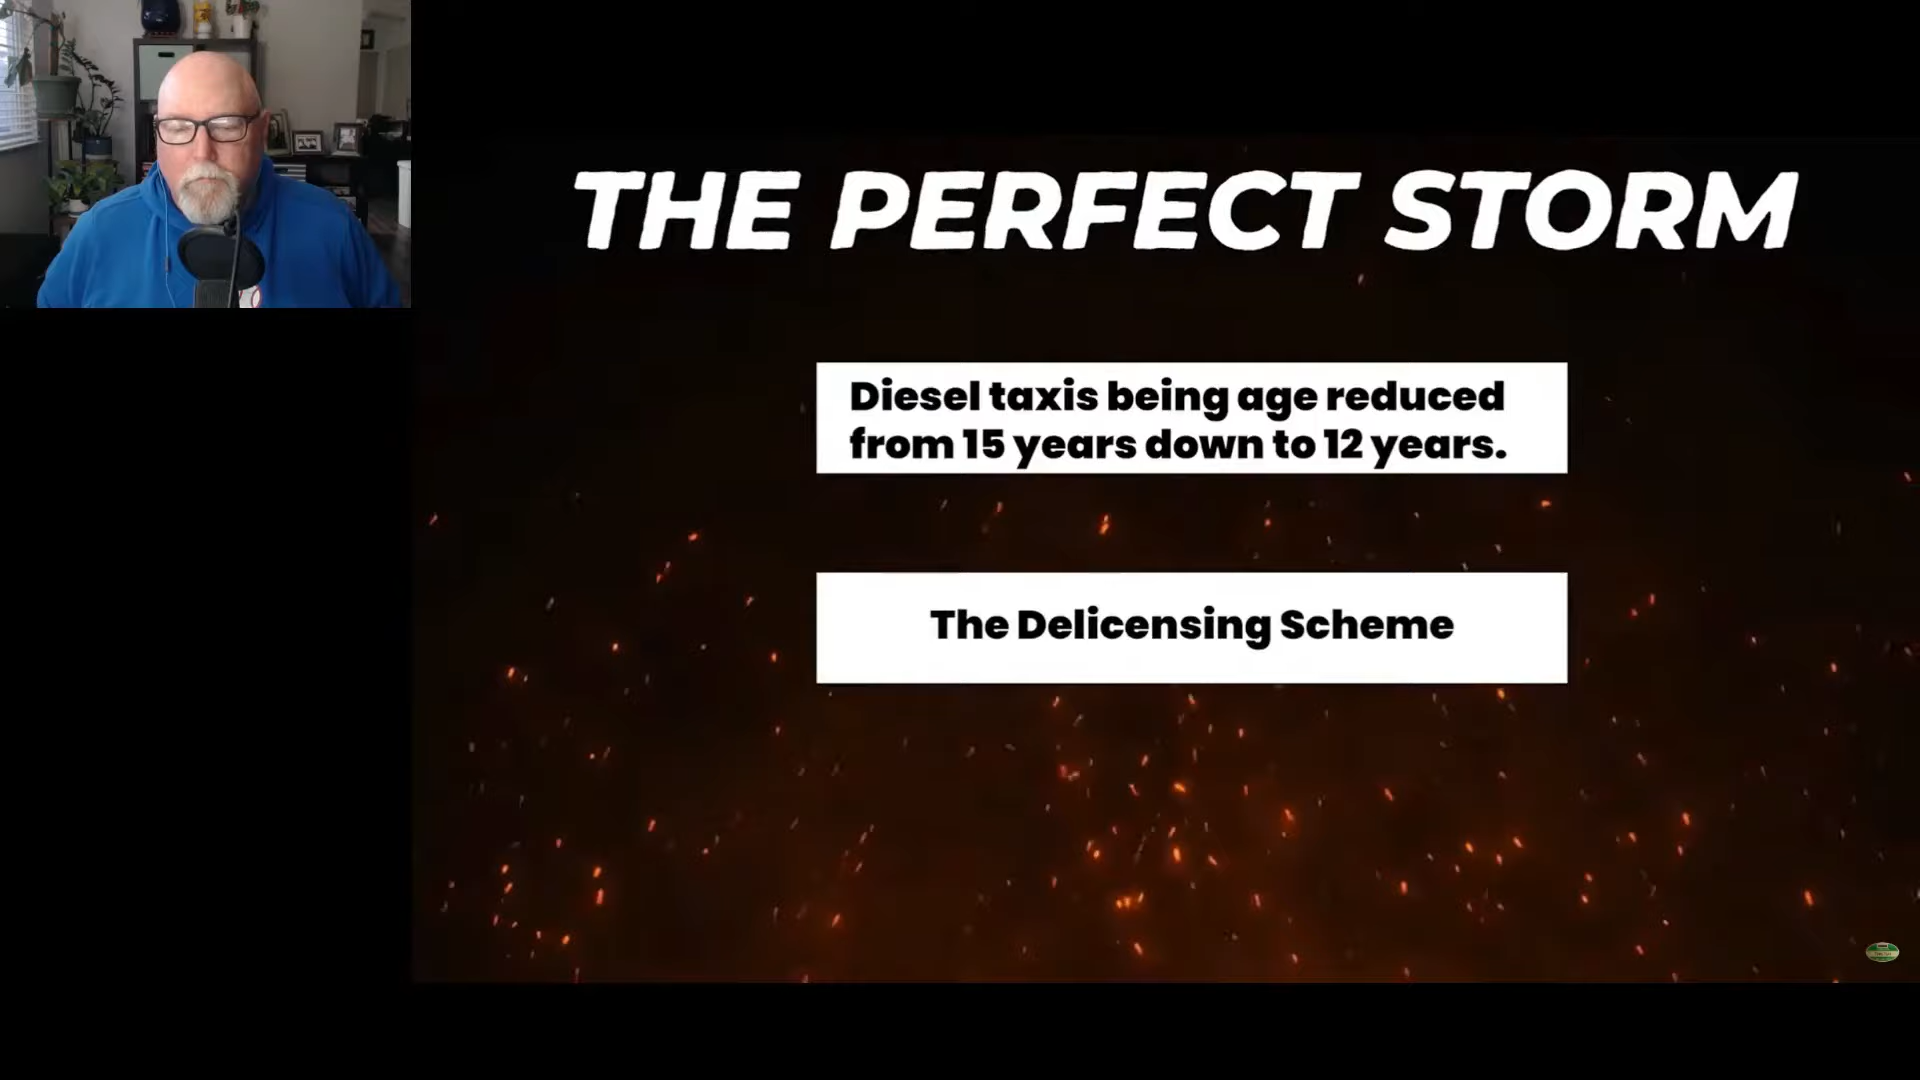 THE PERFECT STORM
Diesel taxis being age reduced
from 15 years down to 12 years.
The Delicensing Scheme